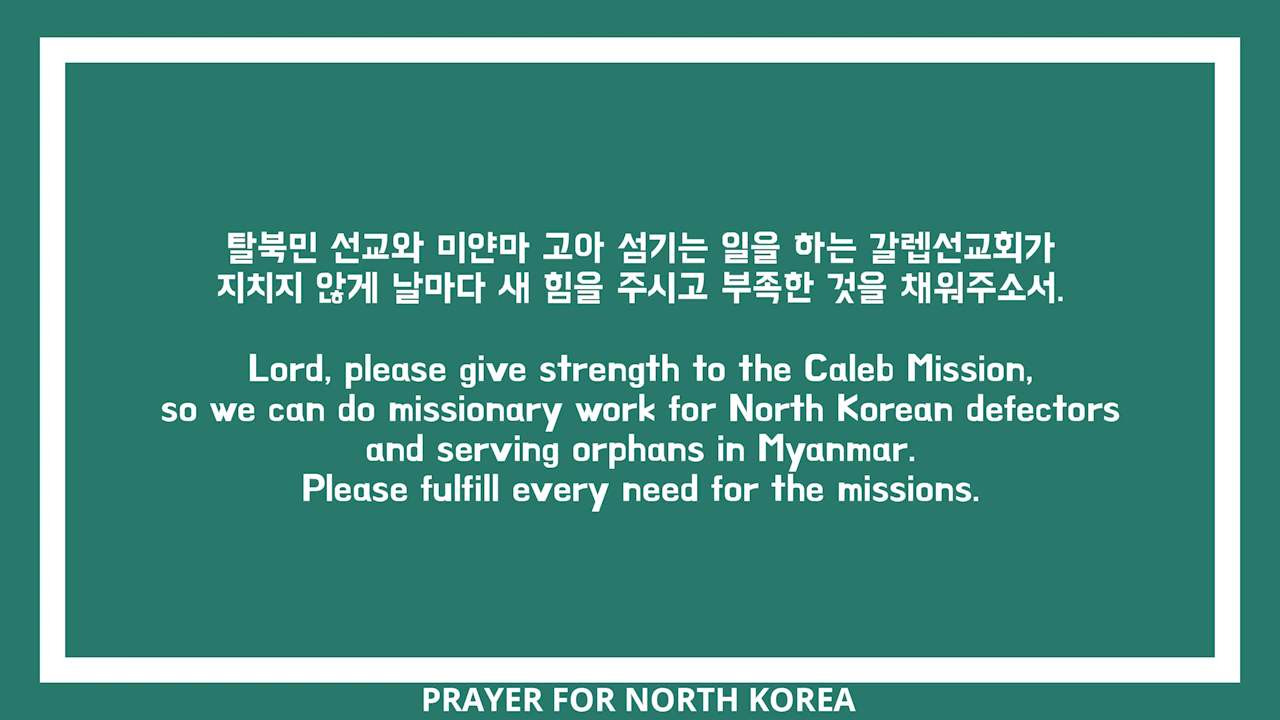 탈북민 선교와 미얀마 고아 섬기는 일을 하는 갈렙선교회가
지치지 않게 날마다 새 힘을 주시고 부족한 것을 채워주소서.
Lord, please give strength to the Caleb Mission,
so we can do missionary work for North Korean defectors
and serving orphans in Myanmar.
Please fulfill every need for the missions.
PRAYER FOR NORTH KOREA